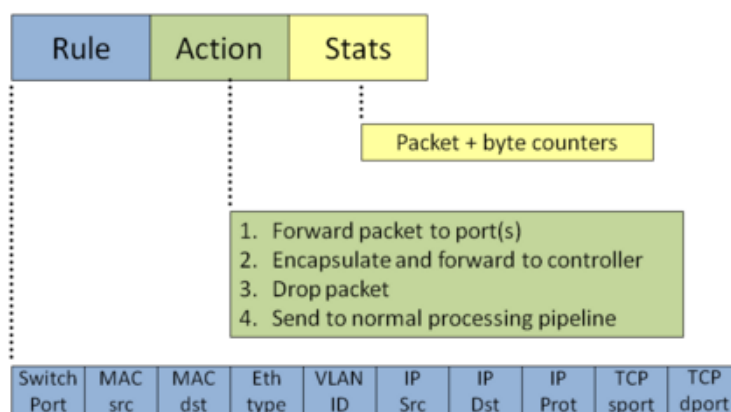 Rule Action Stats
Packet + byte counters
1. Forward packet to port(s)
2. Encapsulate and forward to controller
3. Drop packet
4. Send to normal processing pipeline
Switch MAC MAC Eth VLAN IP IP IP TCP TCP
Port src dst type ID Src Dst Prot sport dport